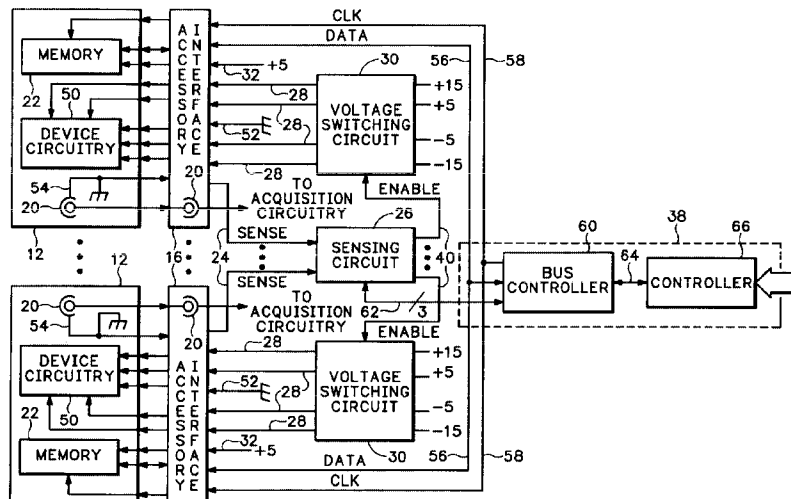 CLK
DATA
30
56
58
MEMORY
ACCESSORY
INTERFACE
+5
32
22
50
28
VOLTAGE
SWITCHING
CIRCUIT
+15
+5
-5
-15
DEVICE
CIRCUITRY
28
52
28
54
20
20
TO
ACQUISITION
CIRCUITRY
ENABLE
26
12
16
24
SENSE
SENSING
CIRCUIT
40
60
38
66
BUS
CONTROLLER
64
CONTROLLER
12
SENSE
20
54
20
TO
ACQUISITION
CIRCUITRY
62
3
ENABLE
28
DEVICE
CIRCUITRY
50
22
MEMORY
ACCESSORY
INTERFACE
52
28
28
32
+5
VOLTAGE
SWITCHING
CIRCUIT
+15
+5
-5
-15
30
DATA
56
58
CLK